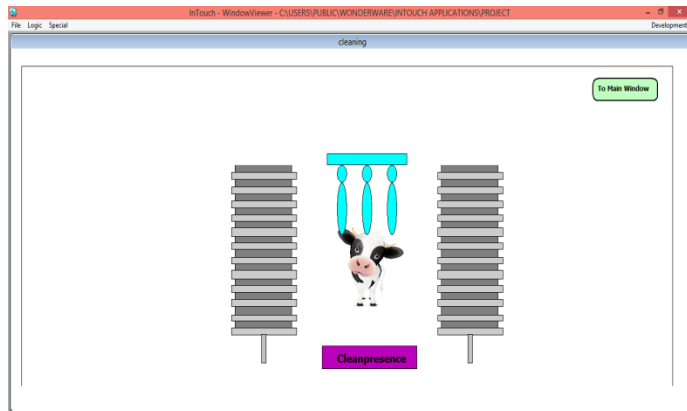 InTouch - WindowViewer - C:\USERS\PUBLIC\WONDERWARE\INTOUCH APPLICATIONS\PROJECT
File Logic Special Development
cleaning
To Main Window
Cleanpresence